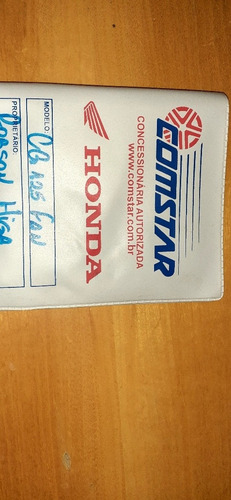 COMSTAR
CONCESSIONÁRIA AUTORIZADA
www.comstar.com.br
HONDA
MODELO:
CG 125 FAN
PROPRIETÁRIO